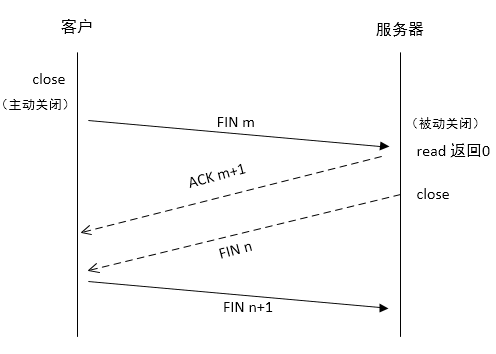 客户
服务器
close
(主动关闭)
FIN m
(被动关闭)
read 返回0
ACK m+1
close
FIN n
FIN n+1